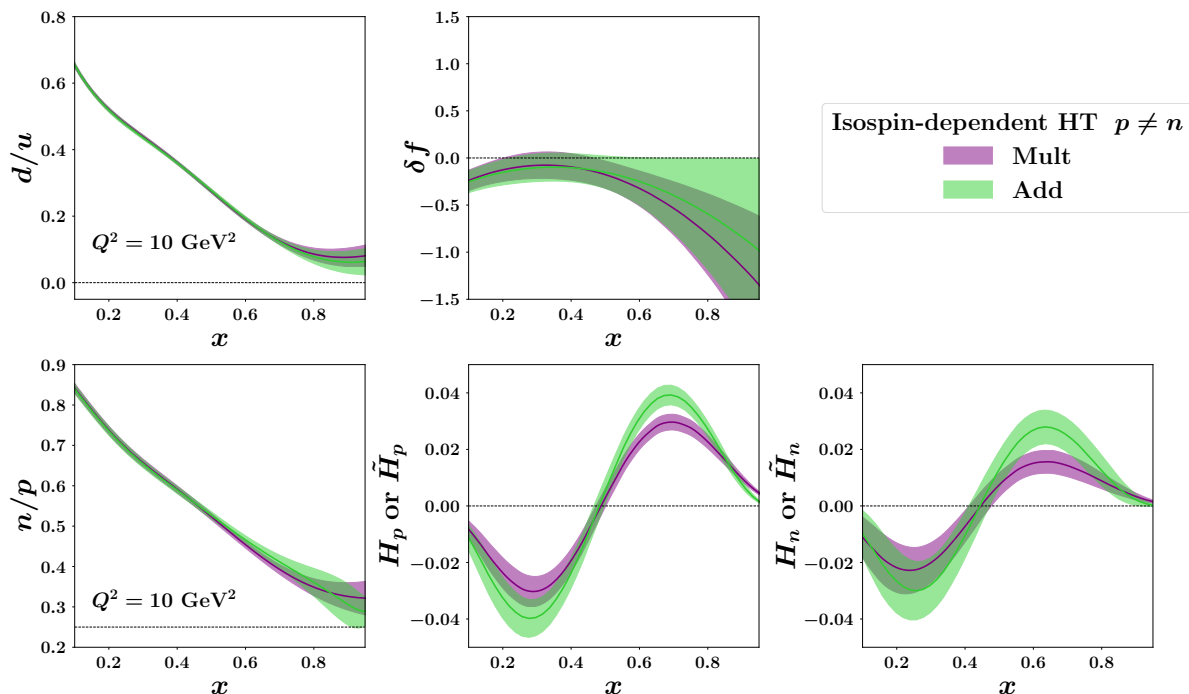 0.8
0.6
0.4
0.2
0.0
d/u
Q² = 10 GeV²
0.2 0.4 0.6 0.8
x
1.5
1.0
0.5
0.0
−0.5
−1.0
−1.5
δf
0.2 0.4 0.6 0.8
x
Isospin-dependent HT p ≠ n
Mult
Add
0.9
0.8
0.7
0.6
0.5
0.4
0.3
0.2
n/p
Q² = 10 GeV²
0.2 0.4 0.6 0.8
x
0.04
0.02
0.00
−0.02
−0.04
H_p or H̃_p
0.2 0.4 0.6 0.8
x
0.04
0.02
0.00
−0.02
−0.04
H_n or H̃_n
0.2 0.4 0.6 0.8
x